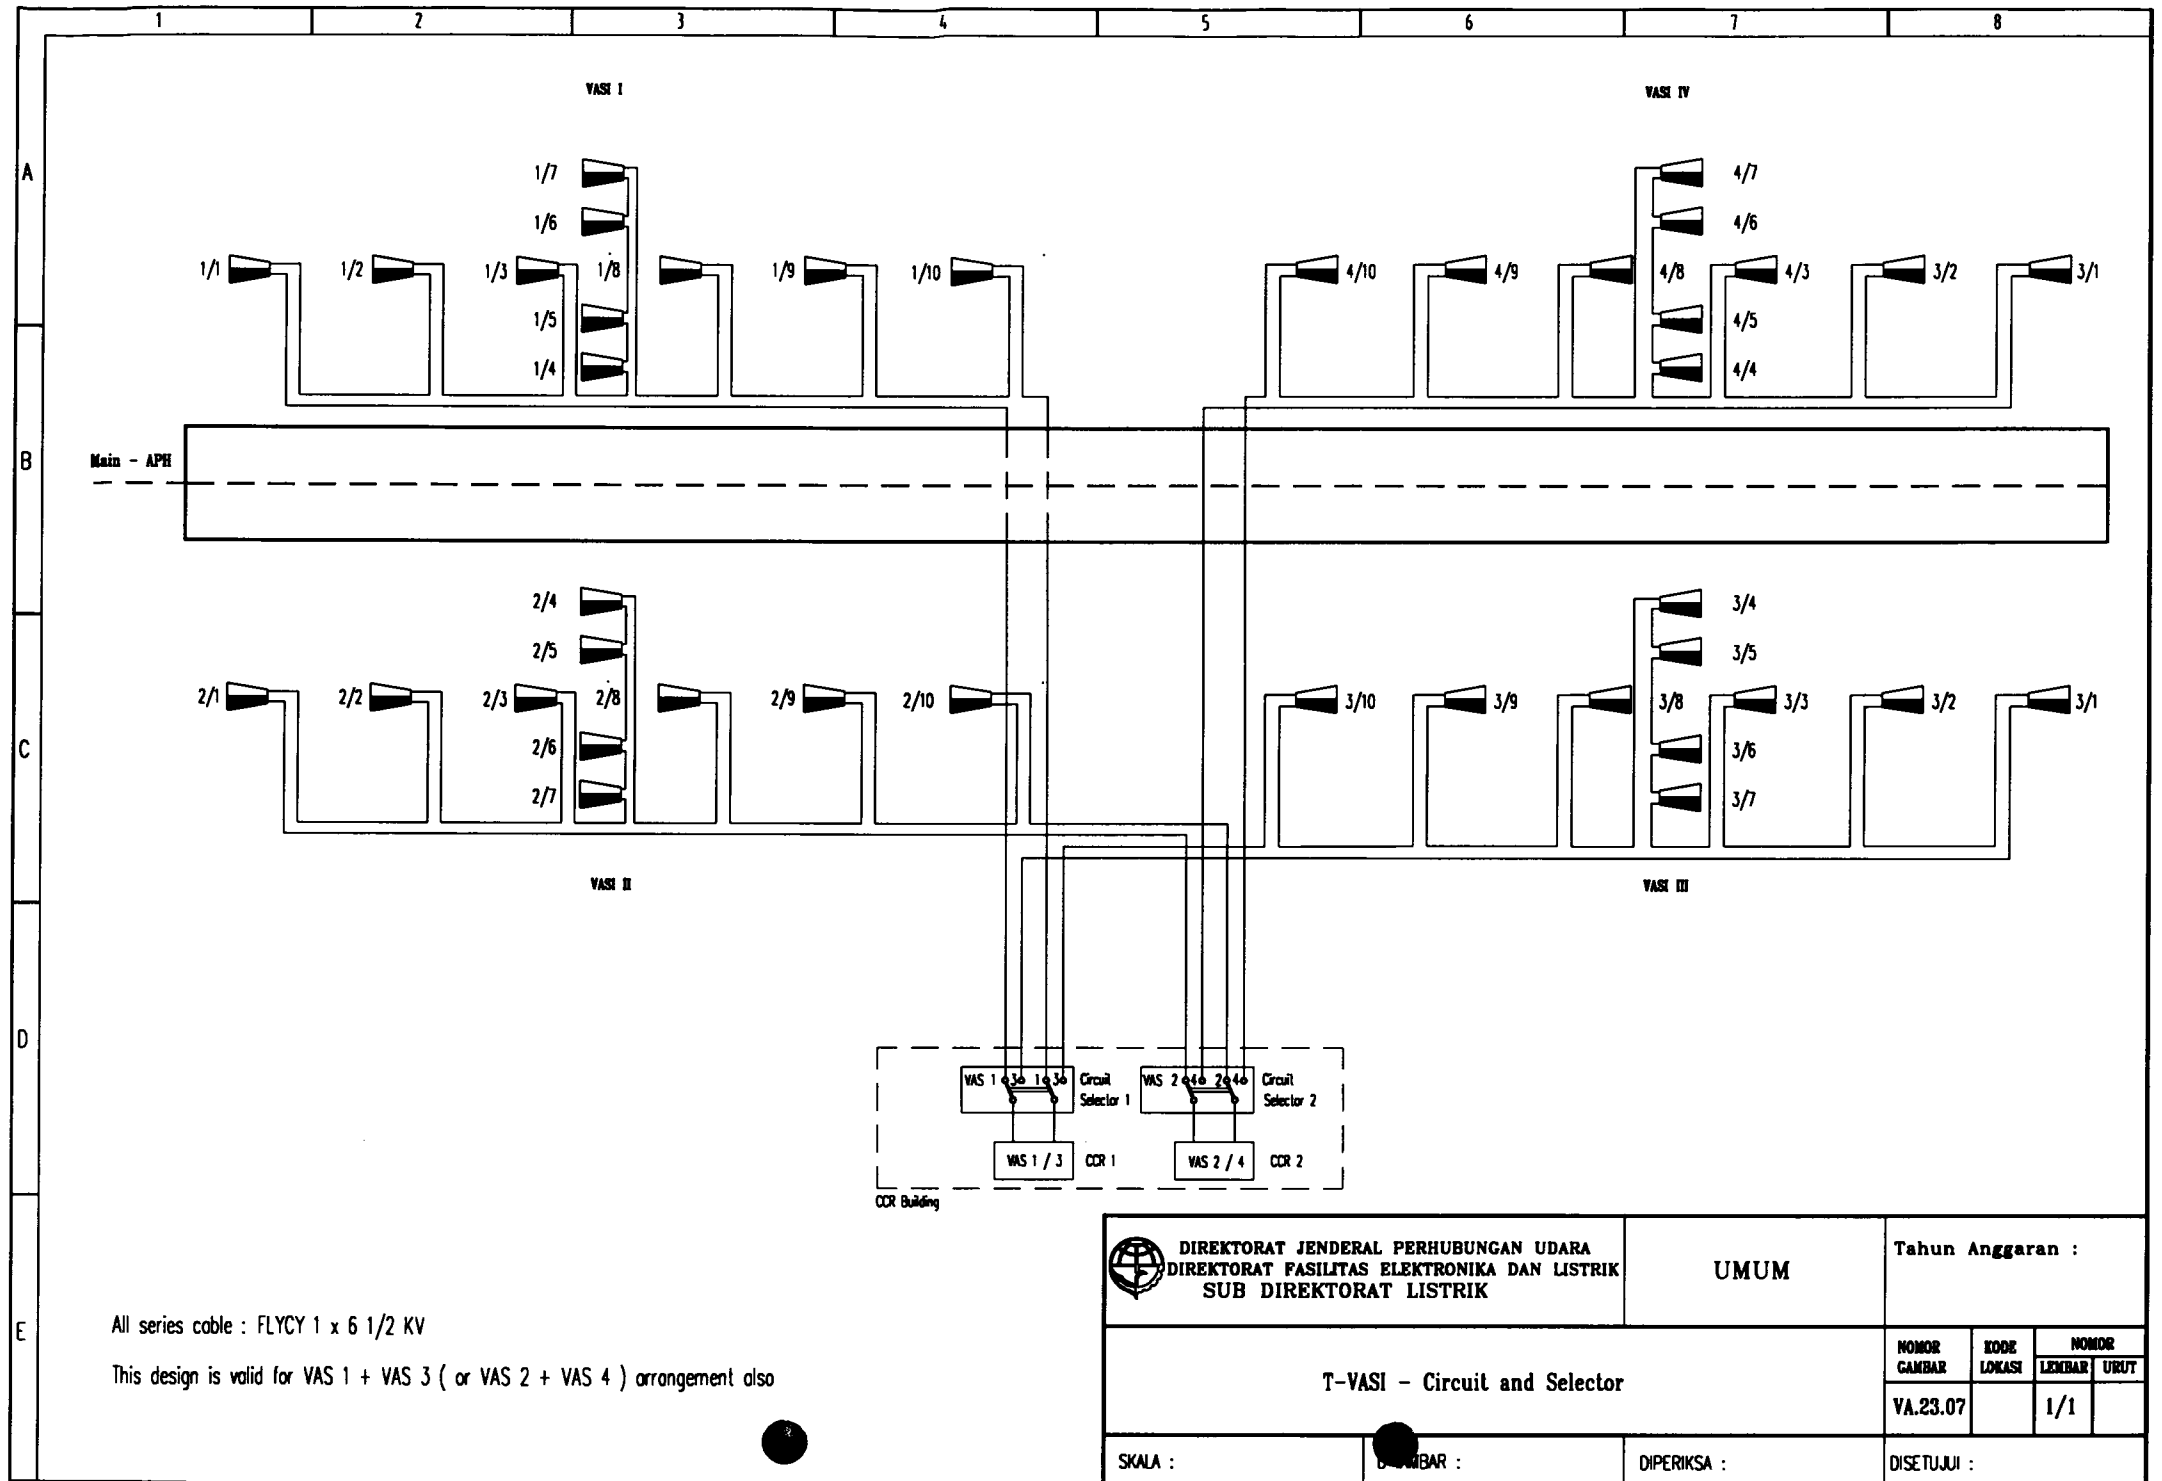 1 2 3 4 5 6 7 8
A
B
C
D
E
VASI I
VASI IV
1/7
1/6
1/1 1/2 1/3 1/8 1/9 1/10
1/5
1/4
4/7
4/6
4/10 4/9 4/8 4/3 3/2 3/1
4/5
4/4
Main - APH
2/4
2/5
2/1 2/2 2/3 2/8 2/9 2/10
2/6
2/7
3/4
3/5
3/10 3/9 3/8 3/3 3/2 3/1
3/6
3/7
VASI II
VASI III
VAS 1 3 1 3 Circuit
Selector 1
VAS 2 4 2 4 Circuit
Selector 2
VAS 1 / 3 CCR 1
VAS 2 / 4 CCR 2
CCR Building
All series cable : FLYCY 1 x 6 1/2 KV
This design is valid for VAS 1 + VAS 3 ( or VAS 2 + VAS 4 ) arrangement also
DIREKTORAT JENDERAL PERHUBUNGAN UDARA
DIREKTORAT FASILITAS ELEKTRONIKA DAN LISTRIK
SUB DIREKTORAT LISTRIK
UMUM
Tahun Anggaran :
T-VASI - Circuit and Selector
NOMOR
GAMBAR
KODE
LOKASI
NOMOR
LEMBAR URUT
VA.23.07 1/1
SKALA :
DIPERIKSA :
DISETUJUI :